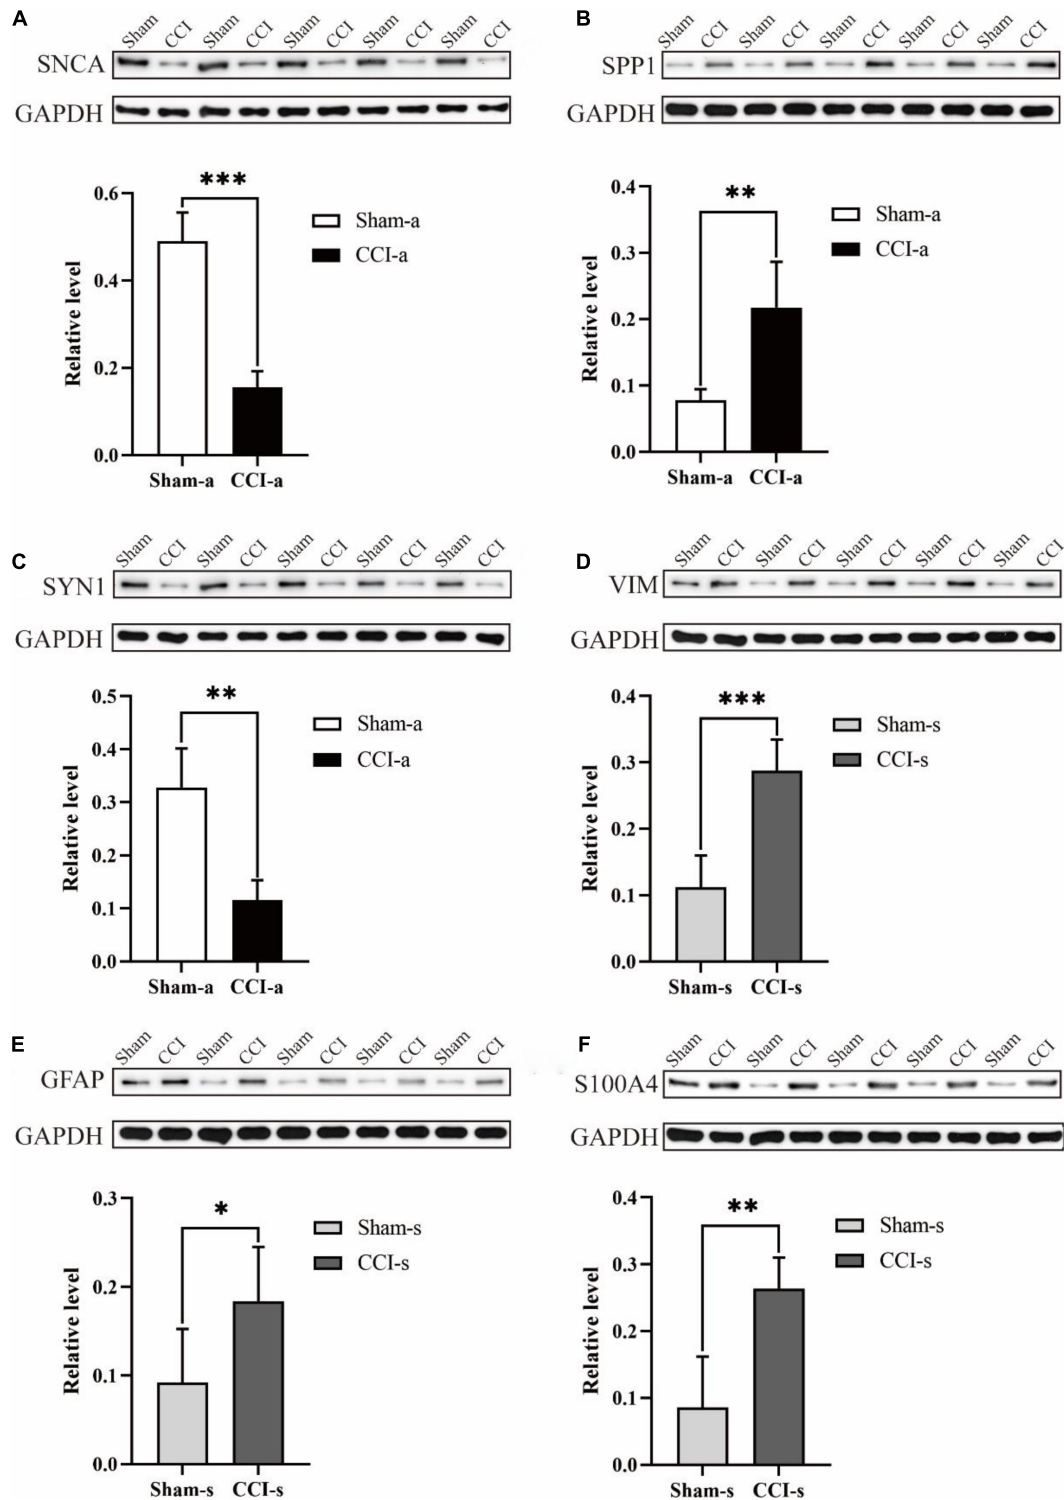 A
Sham CCI Sham CCI Sham CCI Sham CCI Sham CCI
SNCA
GAPDH
***
0.6
0.4
0.2
0.0
Relative level
Sham-a
CCI-a
Sham-a CCI-a
B
Sham CCI Sham CCI Sham CCI Sham CCI Sham CCI
SPP1
GAPDH
**
0.4
0.3
0.2
0.1
0.0
Relative level
Sham-a
CCI-a
Sham-a CCI-a
C
Sham CCI Sham CCI Sham CCI Sham CCI Sham CCI
SYN1
GAPDH
**
0.5
0.4
0.3
0.2
0.1
0.0
Relative level
Sham-a
CCI-a
Sham-a CCI-a
D
Sham CCI Sham CCI Sham CCI Sham CCI Sham CCI
VIM
GAPDH
***
0.4
0.3
0.2
0.1
0.0
Relative level
Sham-s
CCI-s
Sham-s CCI-s
E
Sham CCI Sham CCI Sham CCI Sham CCI Sham CCI
GFAP
GAPDH
*
0.3
0.2
0.1
0.0
Relative level
Sham-s
CCI-s
Sham-s CCI-s
F
Sham CCI Sham CCI Sham CCI Sham CCI Sham CCI
S100A4
GAPDH
**
0.4
0.3
0.2
0.1
0.0
Relative level
Sham-s
CCI-s
Sham-s CCI-s